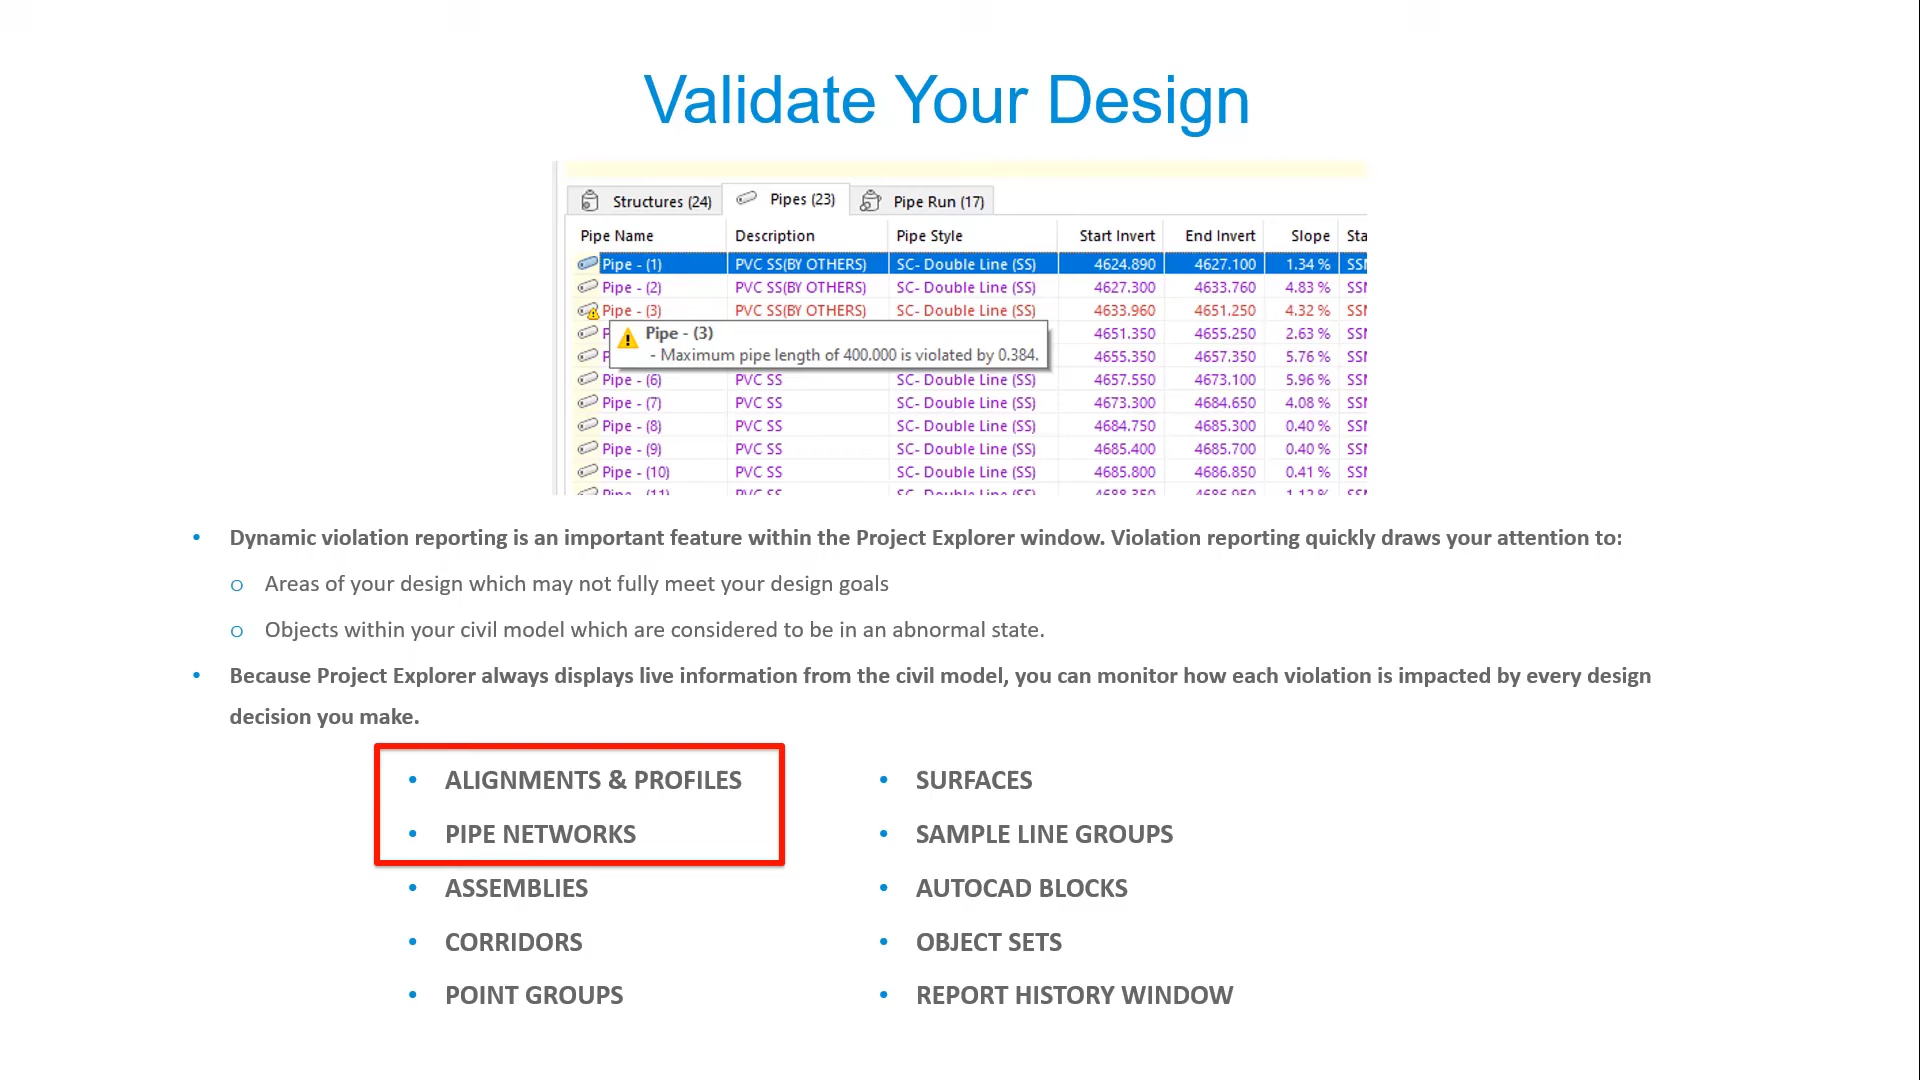 Validate Your Design
Structures (24) Pipes (23) Pipe Run (17)
Pipe Name Description Pipe Style Start Invert End Invert Slope Sta
Pipe - (1) PVC SS(BY OTHERS) SC- Double Line (SS) 4624.890 4627.100 1.34 %
Pipe - (2) PVC SS(BY OTHERS) SC- Double Line (SS) 4627.300 4633.760 4.83 %
Pipe - (3) PVC SS(BY OTHERS) SC- Double Line (SS) 4633.960 4651.250 4.32 %
Pipe - (3) 4651.350 4655.250 2.63 %
- Maximum pipe length of 400.000 is violated by 0.384. 4655.350 4657.350 5.76 %
Pipe - (6) PVC SS SC- Double Line (SS) 4657.550 4673.100 5.96 %
Pipe - (7) PVC SS SC- Double Line (SS) 4673.300 4684.650 4.08 %
Pipe - (8) PVC SS SC- Double Line (SS) 4684.750 4685.300 0.40 %
Pipe - (9) PVC SS SC- Double Line (SS) 4685.400 4685.700 0.40 %
Pipe - (10) PVC SS SC- Double Line (SS) 4685.800 4686.850 0.41 %
• Dynamic violation reporting is an important feature within the Project Explorer window. Violation reporting quickly draws your attention to:
o Areas of your design which may not fully meet your design goals
o Objects within your civil model which are considered to be in an abnormal state.
• Because Project Explorer always displays live information from the civil model, you can monitor how each violation is impacted by every design
decision you make.
• ALIGNMENTS & PROFILES
• PIPE NETWORKS
• ASSEMBLIES
• CORRIDORS
• POINT GROUPS
• SURFACES
• SAMPLE LINE GROUPS
• AUTOCAD BLOCKS
• OBJECT SETS
• REPORT HISTORY WINDOW